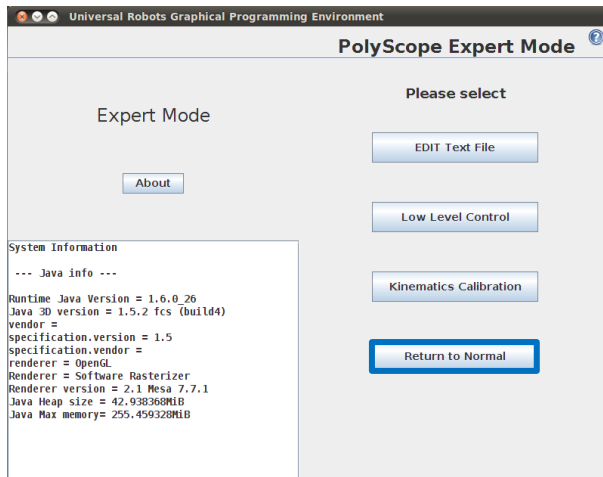 Universal Robots Graphical Programming Environment
PolyScope Expert Mode
?
Expert Mode
About
System Information
--- Java info ---
Runtime Java Version = 1.6.0_26
Java 3D version = 1.5.2 fcs (build4)
vendor =
specification.version = 1.5
specification.vendor =
renderer = OpenGL
Renderer = Software Rasterizer
Renderer version = 2.1 Mesa 7.7.1
Java Heap size = 42.938368MiB
Java Max memory= 255.459328MiB
Please select
EDIT Text File
Low Level Control
Kinematics Calibration
Return to Normal